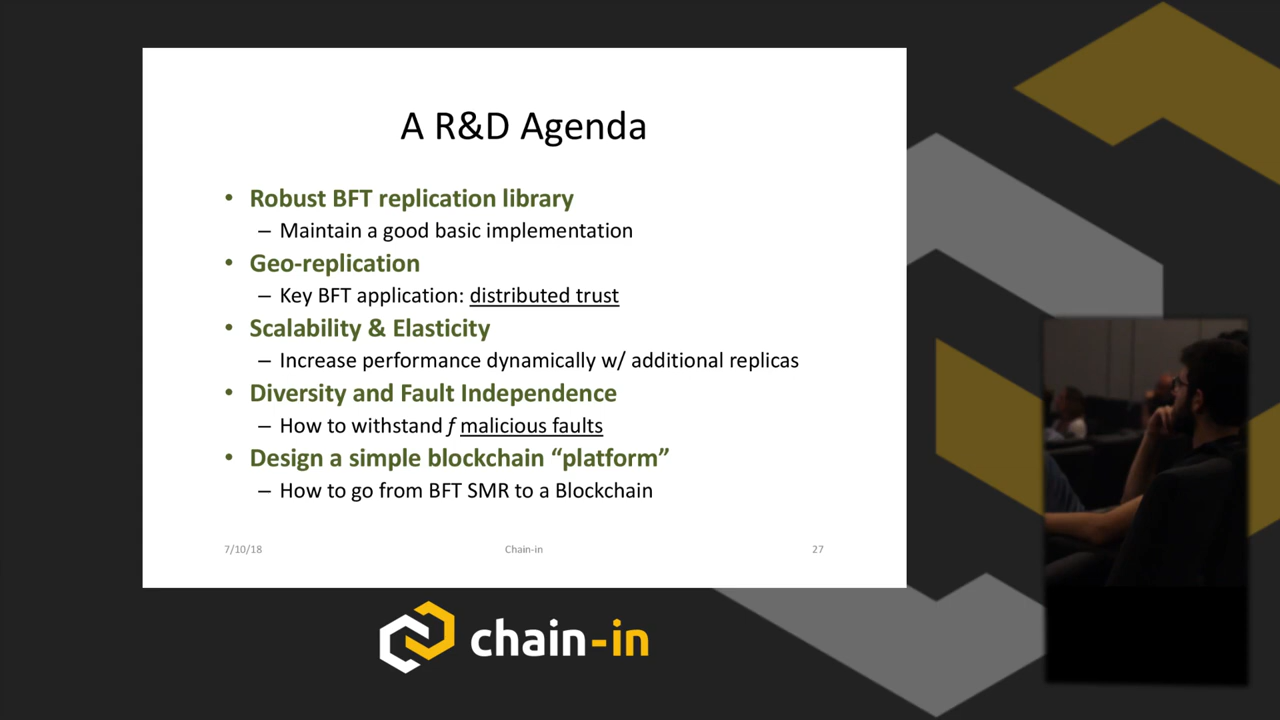 A R&D Agenda
• Robust BFT replication library
– Maintain a good basic implementation
• Geo-replication
– Key BFT application: distributed trust
• Scalability & Elasticity
– Increase performance dynamically w/ additional replicas
• Diversity and Fault Independence
– How to withstand f malicious faults
• Design a simple blockchain “platform”
– How to go from BFT SMR to a Blockchain
7/10/18 Chain-in 27
chain-in